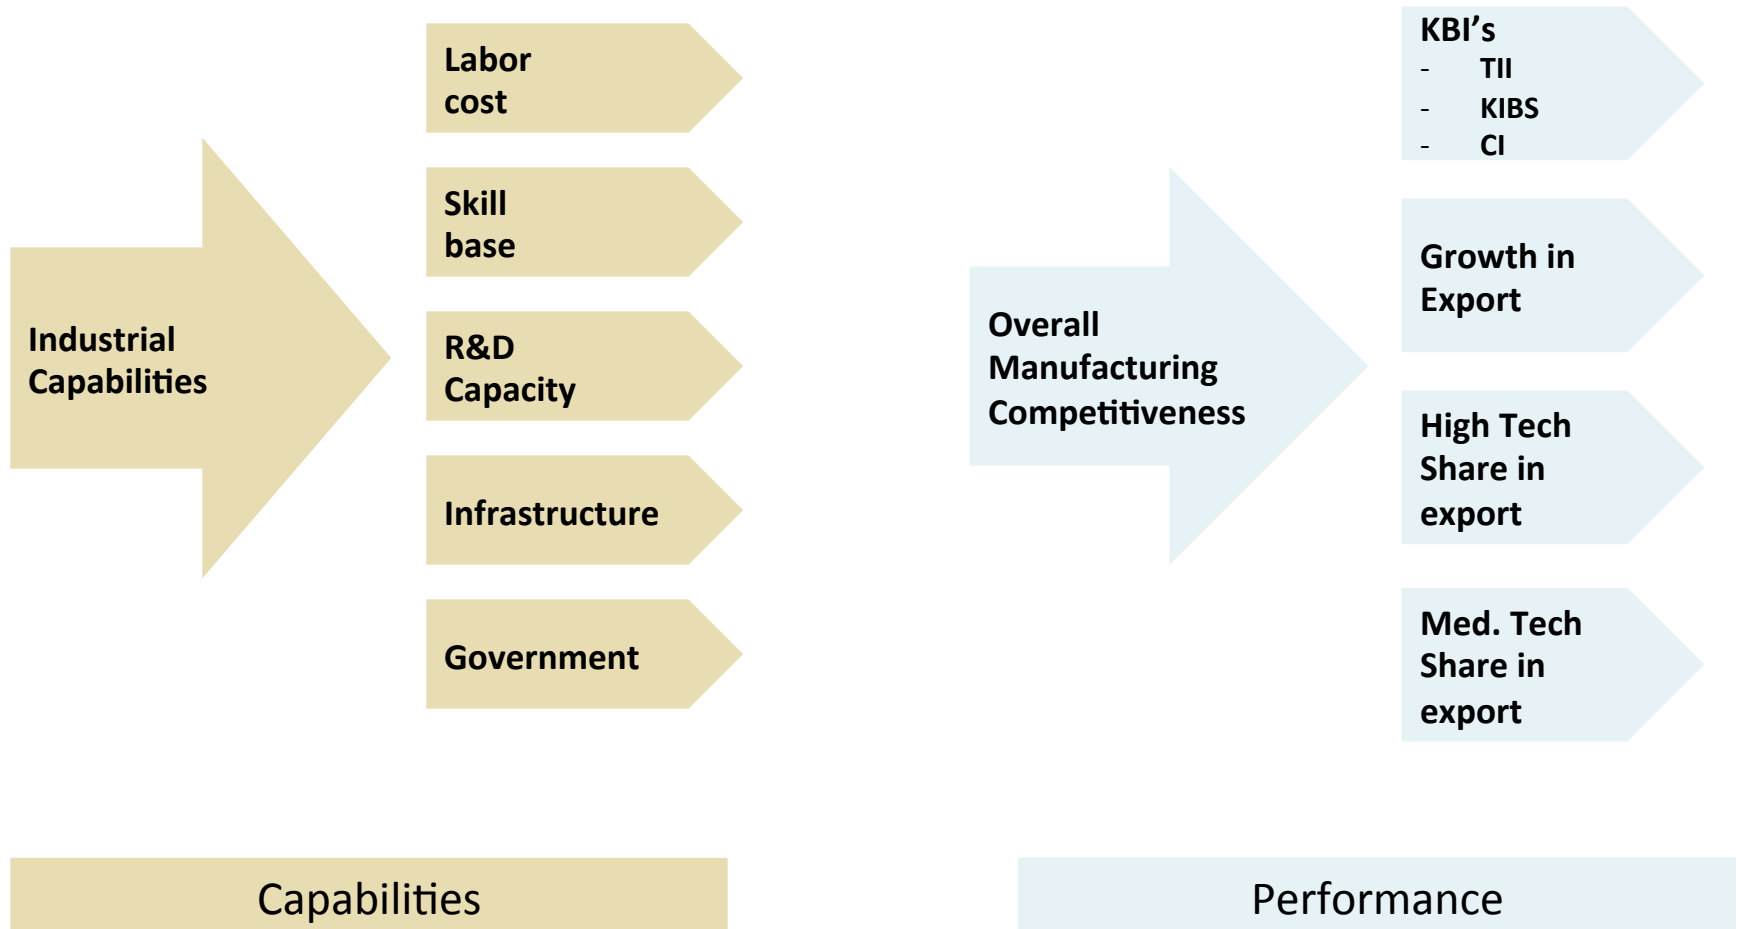 Industrial
Capabilities
Labor
cost
Skill
base
R&D
Capacity
Infrastructure
Government
Capabilities
Overall
Manufacturing
Competitiveness
KBI’s
- TII
- KIBS
- CI
Growth in
Export
High Tech
Share in
export
Med. Tech
Share in
export
Performance